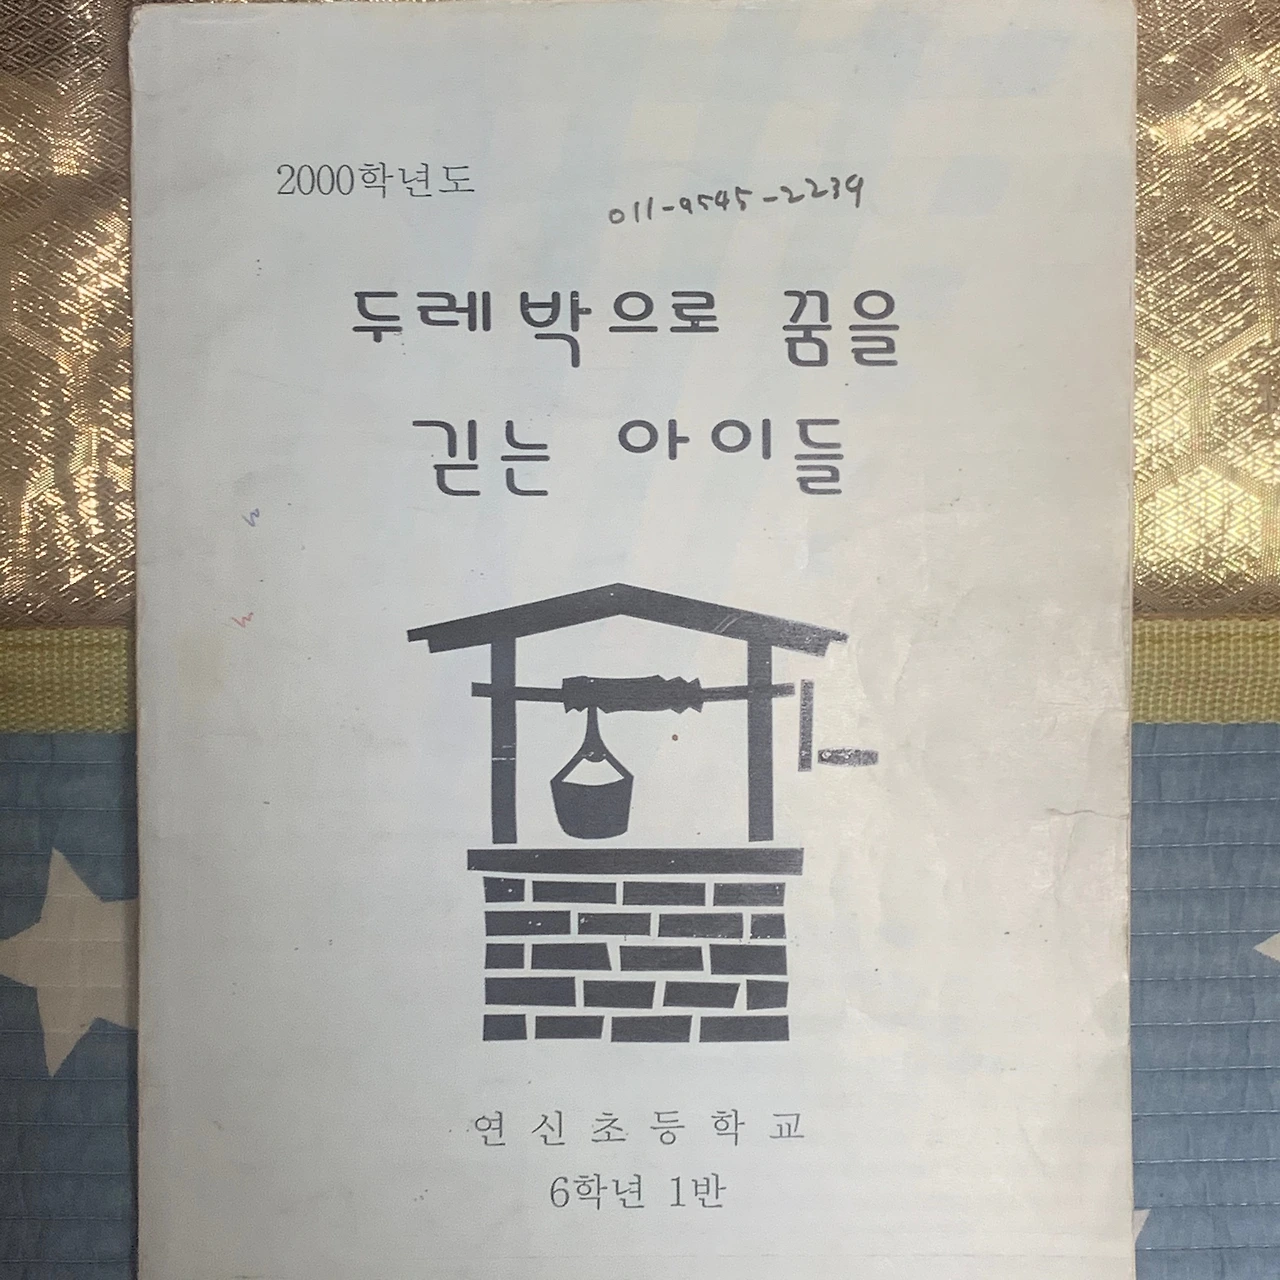 2000학년도
011-9545-2239
두레박으로 꿈을
긷는 아이들
연신초등학교
6학년 1반